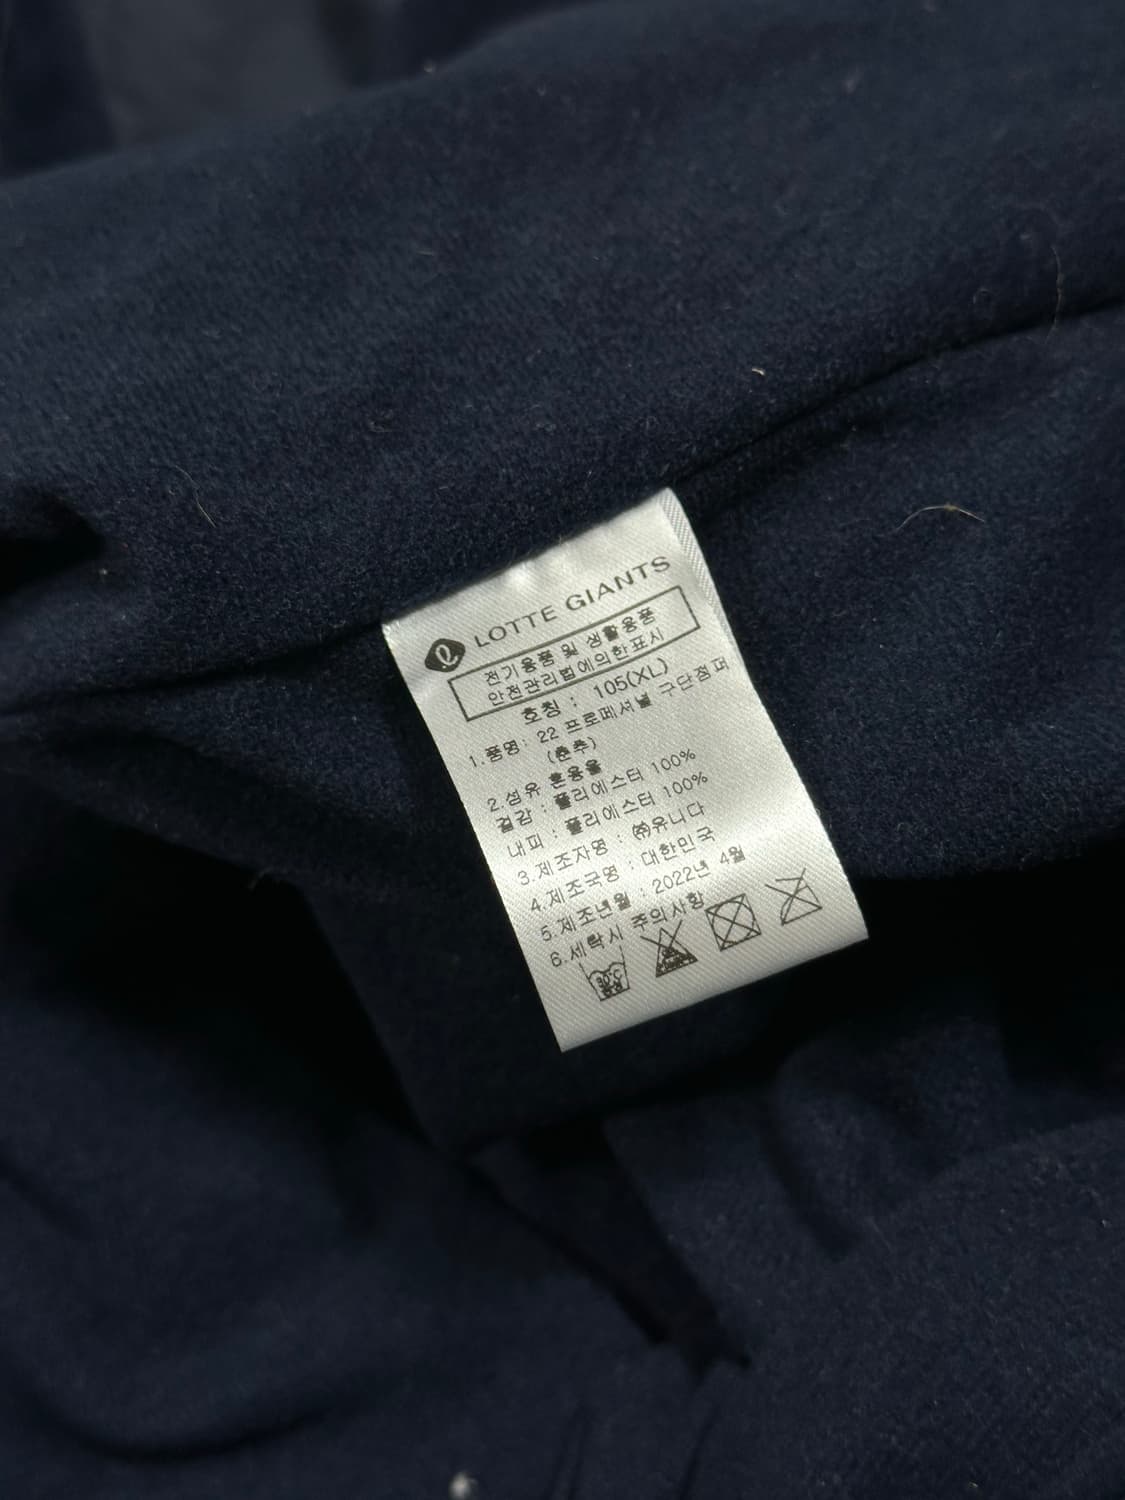 LOTTE GIANTS
전기용품 및 생활용품
안전관리법에의한표시
호칭 : 105(XL)
1.품명: 22 프로페셔널 구단점퍼
(춘추)
2.섬유 혼용율
겉감 : 폴리에스터 100%
내피 : 폴리에스터 100%
3.제조자명 : ㈜유니다
4.제조국명 : 대한민국
5.제조년월 : 2022년 4월
6.세탁시 주의사항